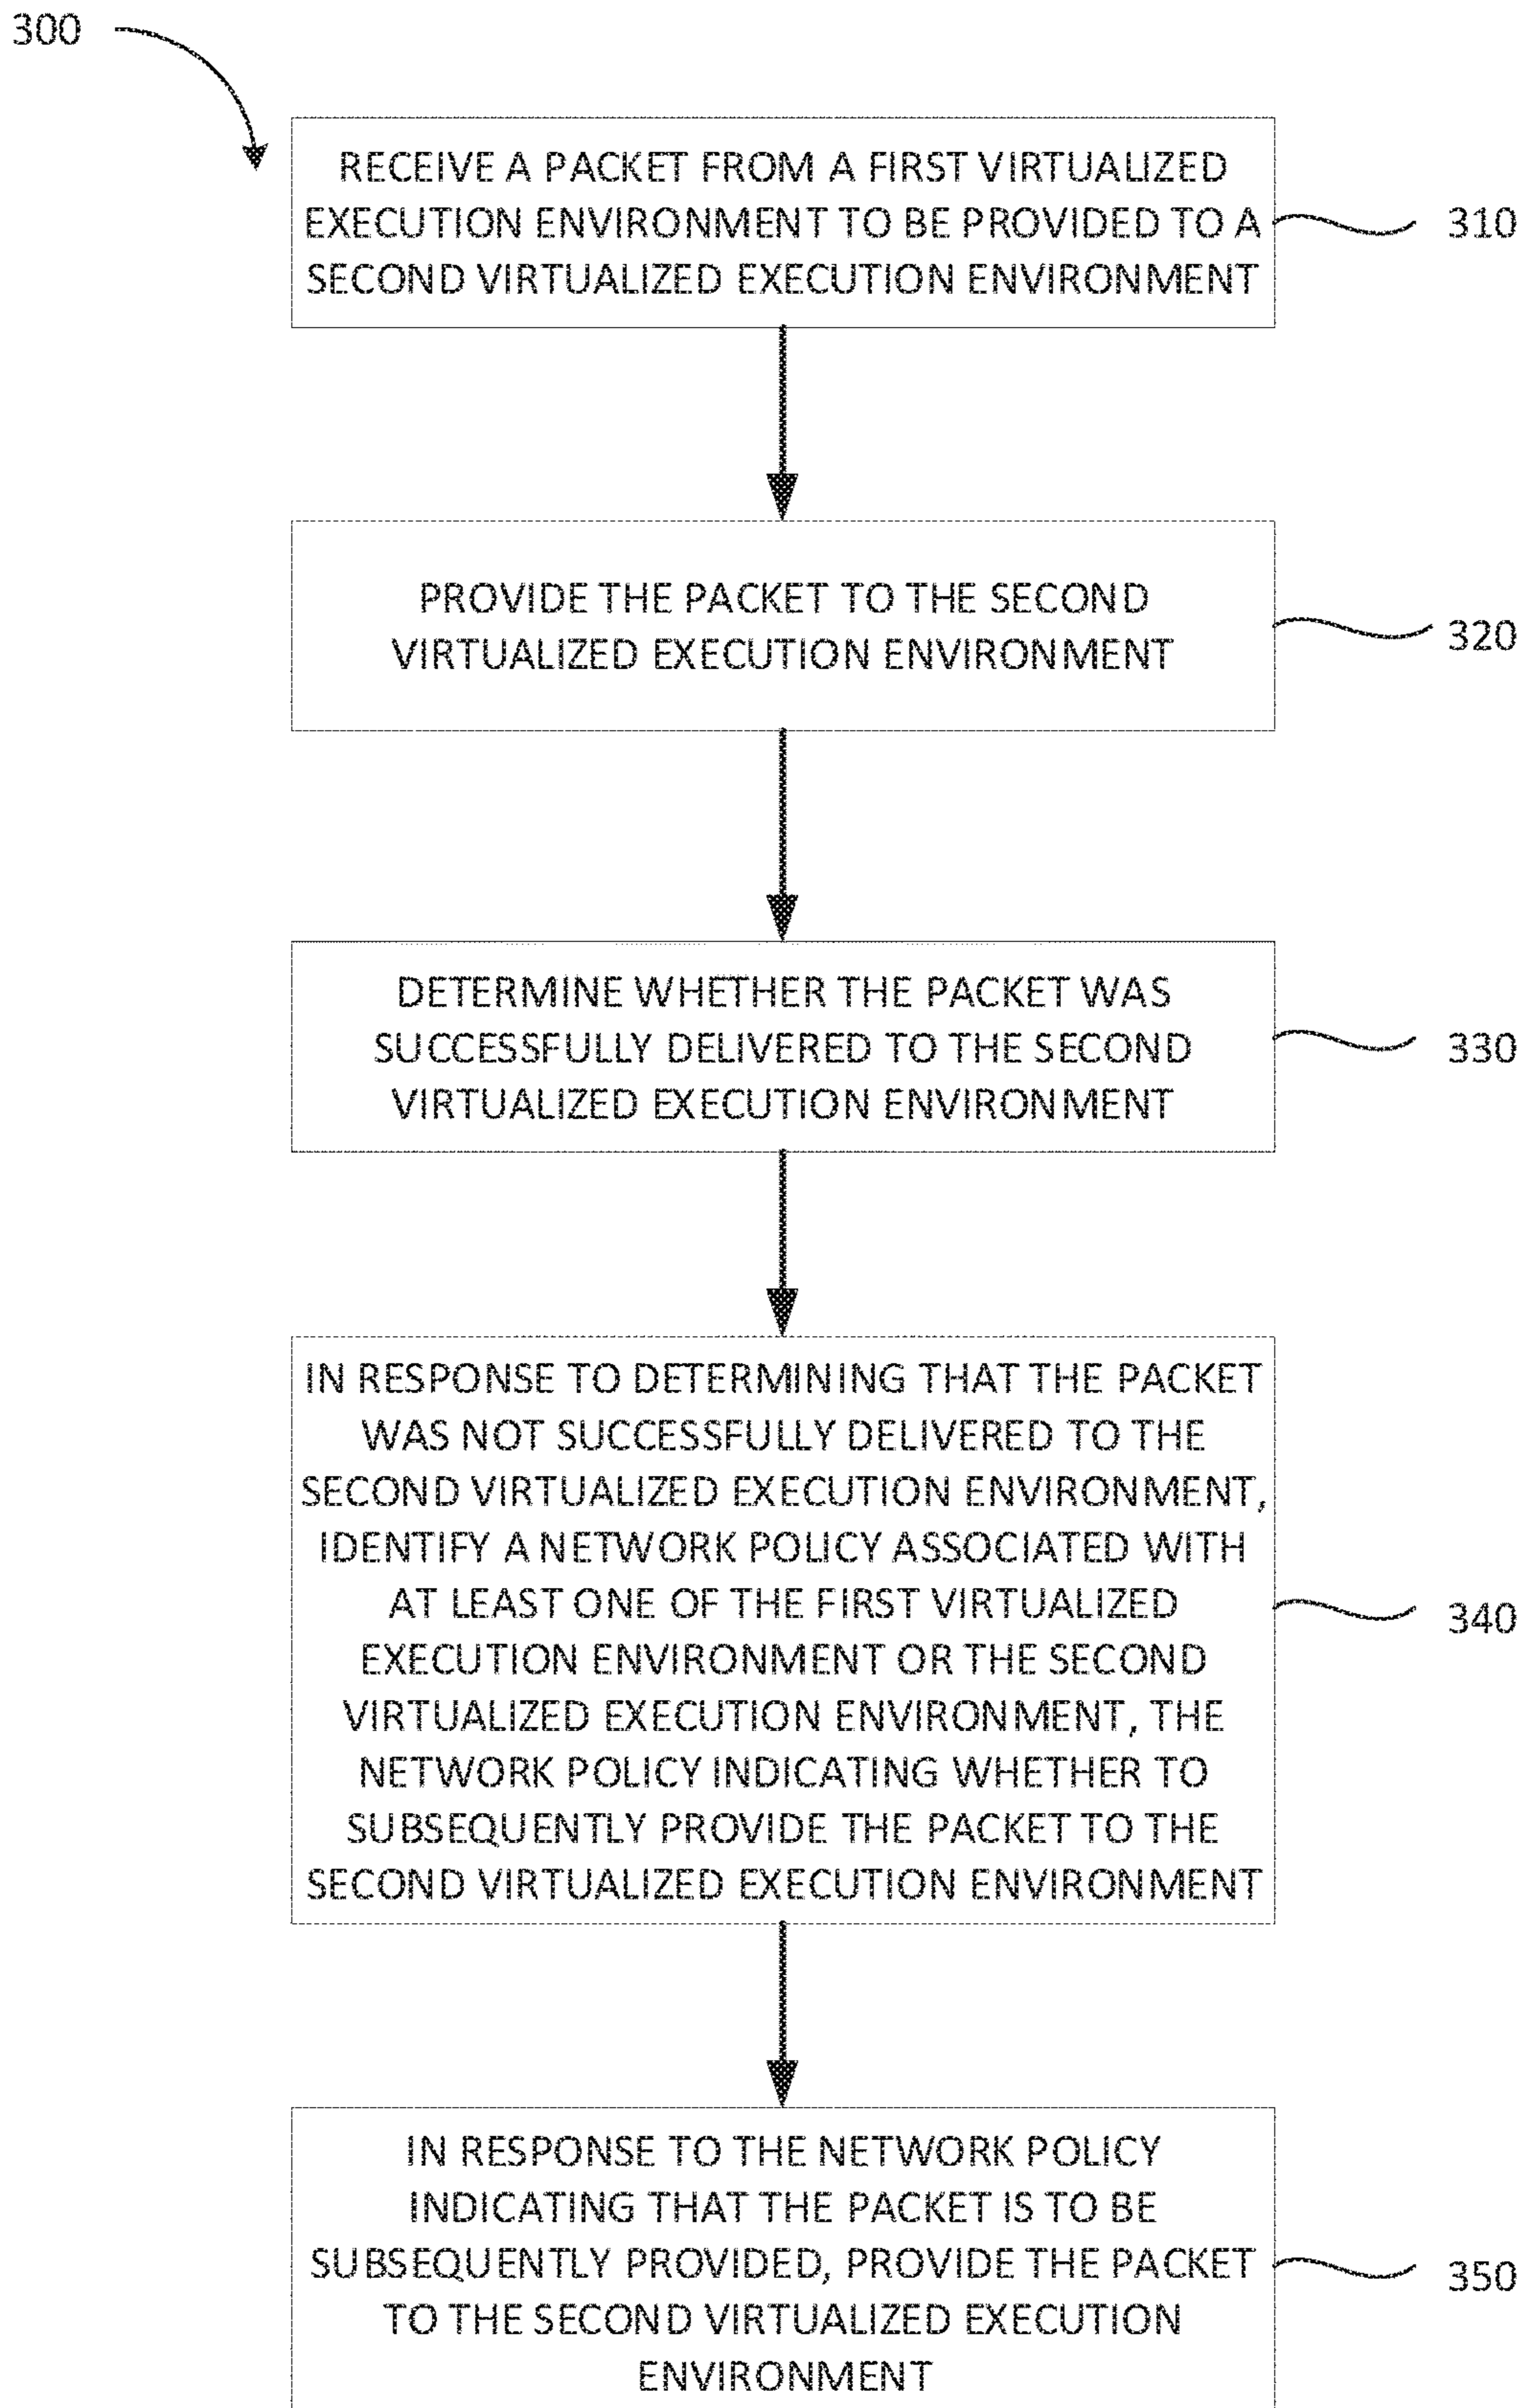 300
RECEIVE A PACKET FROM A FIRST VIRTUALIZED
EXECUTION ENVIRONMENT TO BE PROVIDED TO A
SECOND VIRTUALIZED EXECUTION ENVIRONMENT
310
PROVIDE THE PACKET TO THE SECOND
VIRTUALIZED EXECUTION ENVIRONMENT
320
DETERMINE WHETHER THE PACKET WAS
SUCCESSFULLY DELIVERED TO THE SECOND
VIRTUALIZED EXECUTION ENVIRONMENT
330
IN RESPONSE TO DETERMINING THAT THE PACKET
WAS NOT SUCCESSFULLY DELIVERED TO THE
SECOND VIRTUALIZED EXECUTION ENVIRONMENT,
IDENTIFY A NETWORK POLICY ASSOCIATED WITH
AT LEAST ONE OF THE FIRST VIRTUALIZED
EXECUTION ENVIRONMENT OR THE SECOND
VIRTUALIZED EXECUTION ENVIRONMENT, THE
NETWORK POLICY INDICATING WHETHER TO
SUBSEQUENTLY PROVIDE THE PACKET TO THE
SECOND VIRTUALIZED EXECUTION ENVIRONMENT
340
IN RESPONSE TO THE NETWORK POLICY
INDICATING THAT THE PACKET IS TO BE
SUBSEQUENTLY PROVIDED, PROVIDE THE PACKET
TO THE SECOND VIRTUALIZED EXECUTION
ENVIRONMENT
350